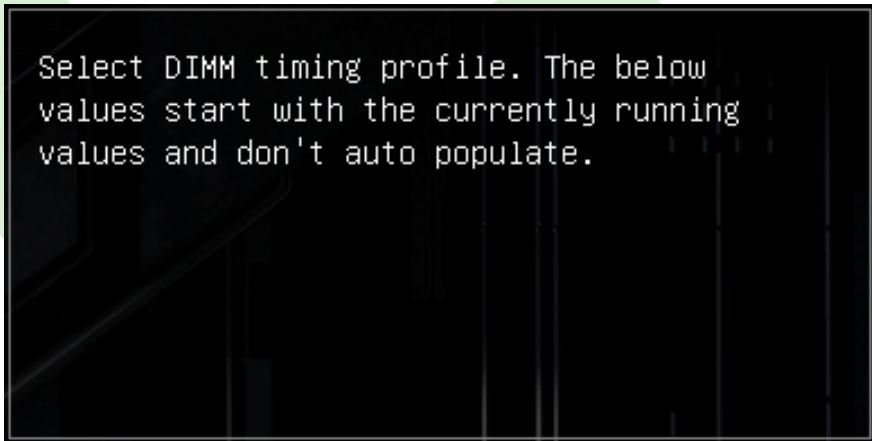 Select DIMM timing profile. The below
values start with the currently running
values and don't auto populate.